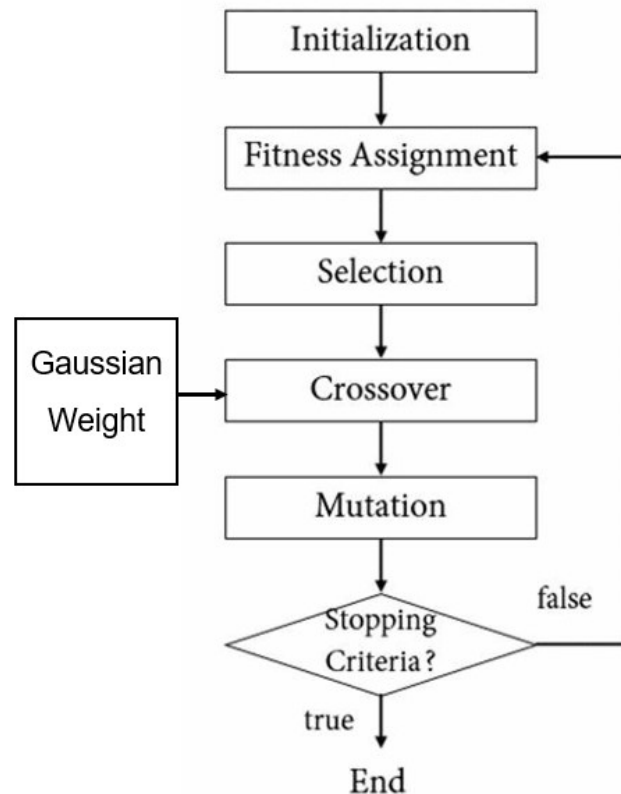 Initialization
Fitness Assignment
Selection
Gaussian
Weight
Crossover
Mutation
Stopping
Criteria?
false
true
End